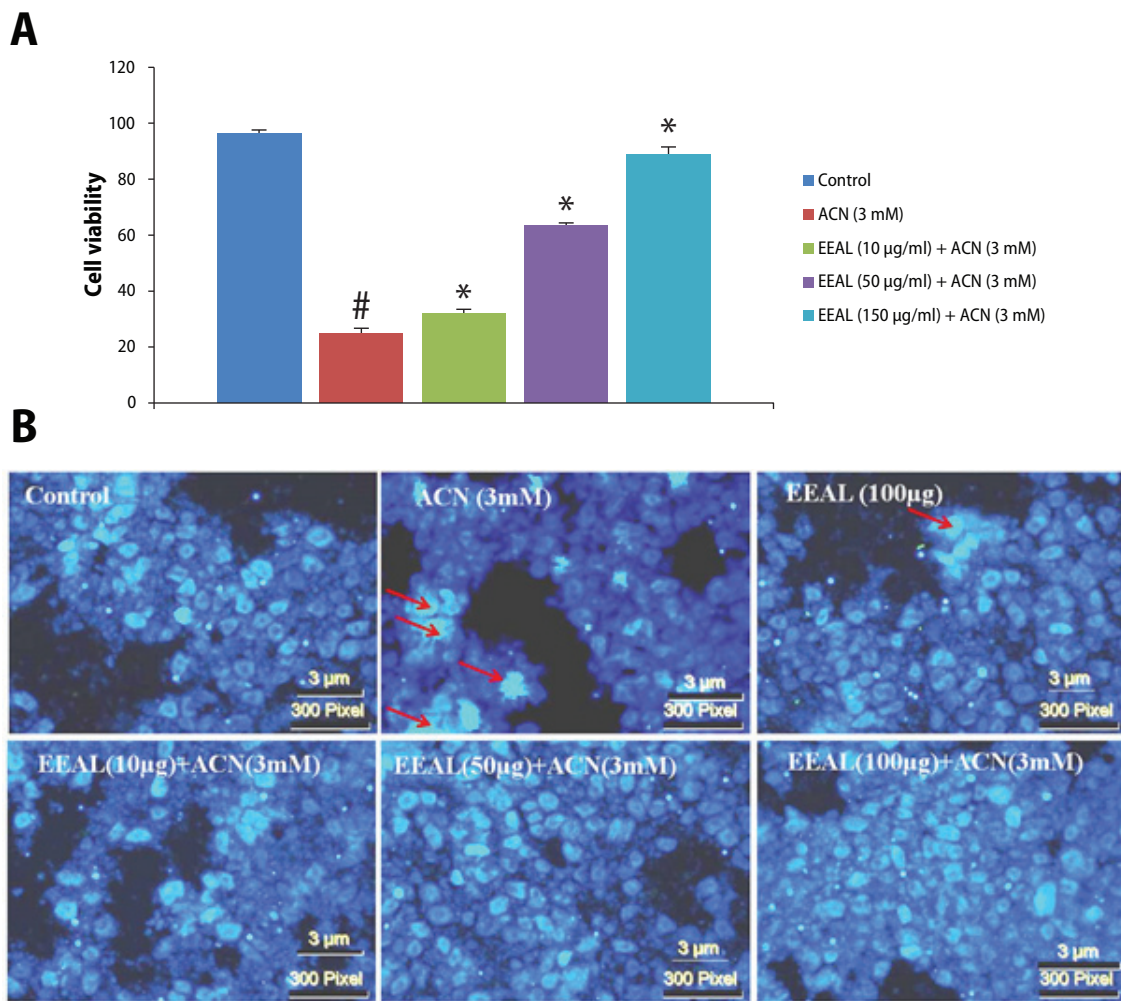 A
120
100
80
60
40
20
0
Cell viability
#
*
*
*
Control
ACN (3 mM)
EEAL (10 µg/ml) + ACN (3 mM)
EEAL (50 µg/ml) + ACN (3 mM)
EEAL (150 µg/ml) + ACN (3 mM)
B
Control
3 µm
300 Pixel
ACN (3mM)
3 µm
300 Pixel
EEAL (100µg)
3 µm
300 Pixel
EEAL(10µg)+ACN(3mM)
3 µm
300 Pixel
EEAL(50µg)+ACN(3mM)
3 µm
300 Pixel
EEAL(100µg)+ACN(3mM)
3 µm
300 Pixel